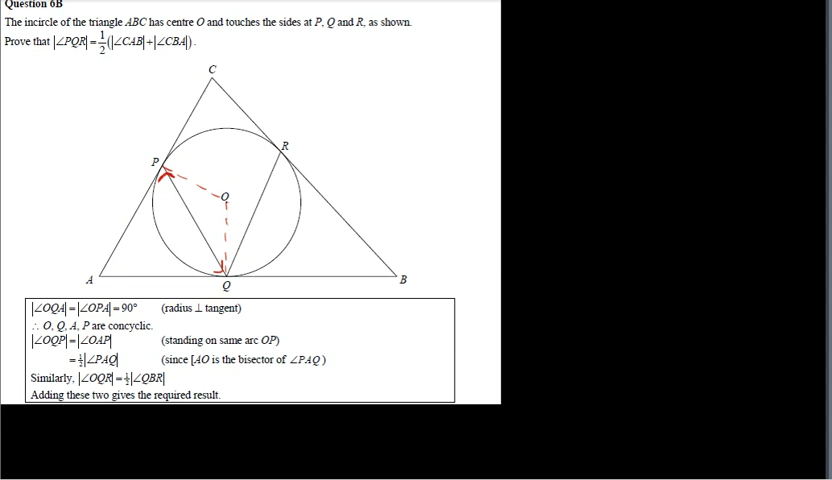 Question 6B
The incircle of the triangle ABC has centre O and touches the sides at P, Q and R, as shown.
Prove that |∠PQR| = 1/2 (|∠CAB| + |∠CBA|).
C
R
P
O
A
Q
B
|∠OQA| = |∠OPA| = 90° (radius ⊥ tangent)
∴ O, Q, A, P are concyclic.
|∠OQP| = |∠OAP| (standing on same arc OP)
= ½|∠PAQ| (since [AO is the bisector of ∠PAQ)
Similarly, |∠OQR| = ½|∠QBR|
Adding these two gives the required result.